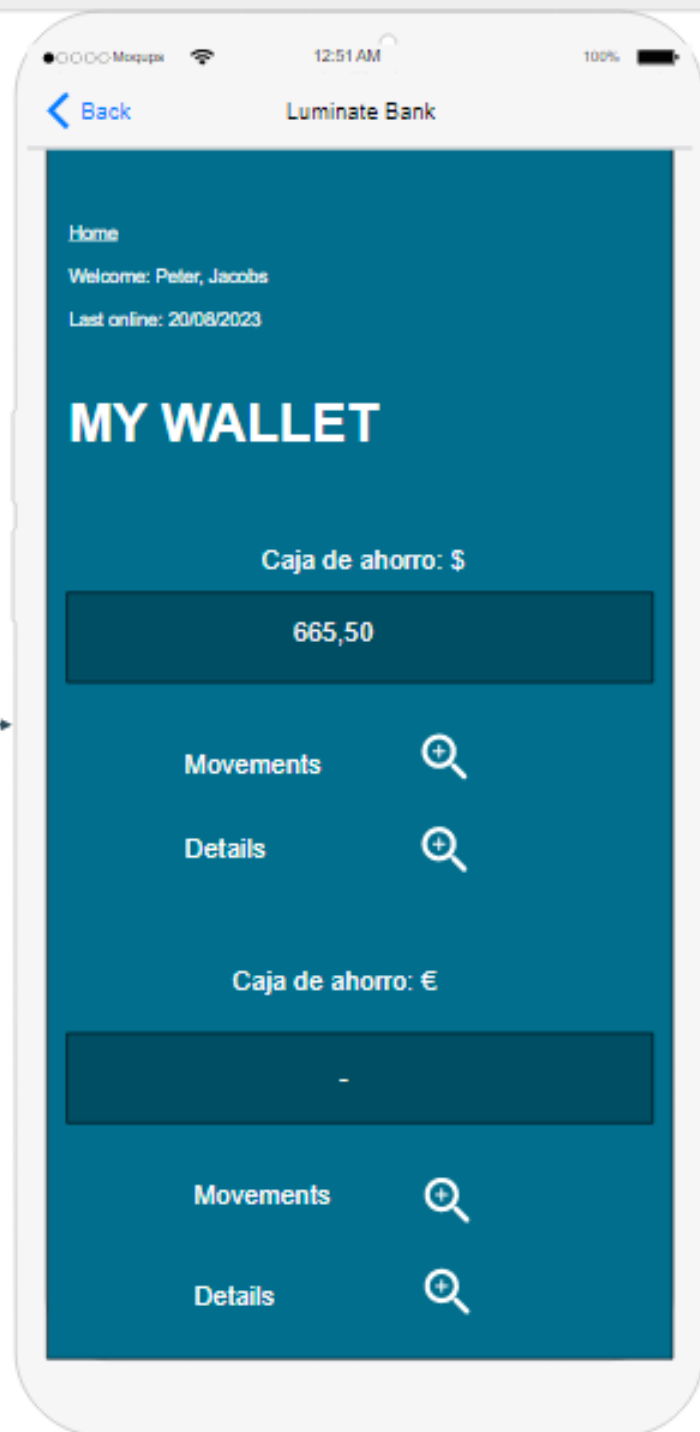 Moqups 12:51 AM 100%
Back Luminate Bank
Home
Welcome: Peter, Jacobs
Last online: 20/08/2023
MY WALLET
Caja de ahorro: $
665,50
Movements
Details
Caja de ahorro: €
-
Movements
Details